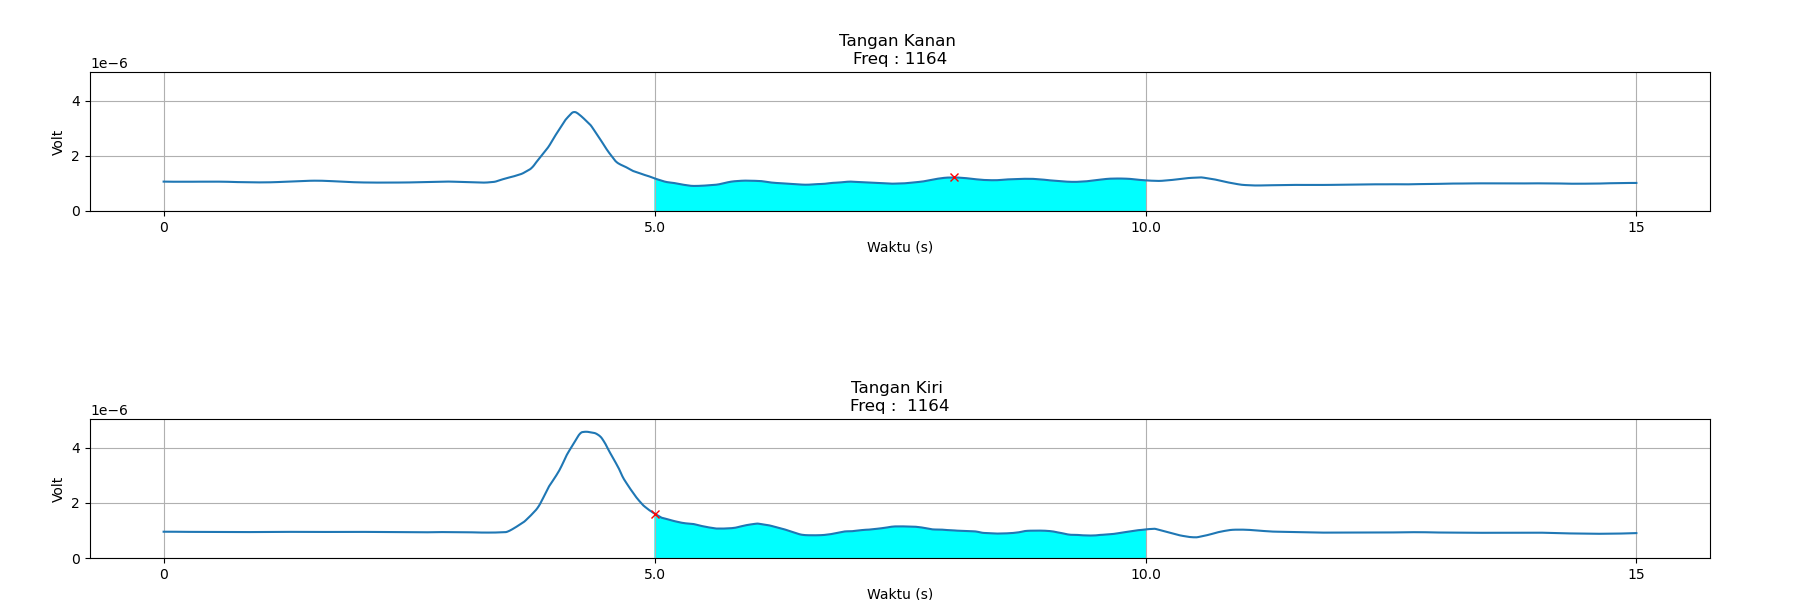 Tangan Kanan
Freq : 1164
1e−6
4
2
0
Volt
0
5.0
10.0
15
Waktu (s)
Tangan Kiri
Freq :  1164
1e−6
4
2
0
Volt
0
5.0
10.0
15
Waktu (s)